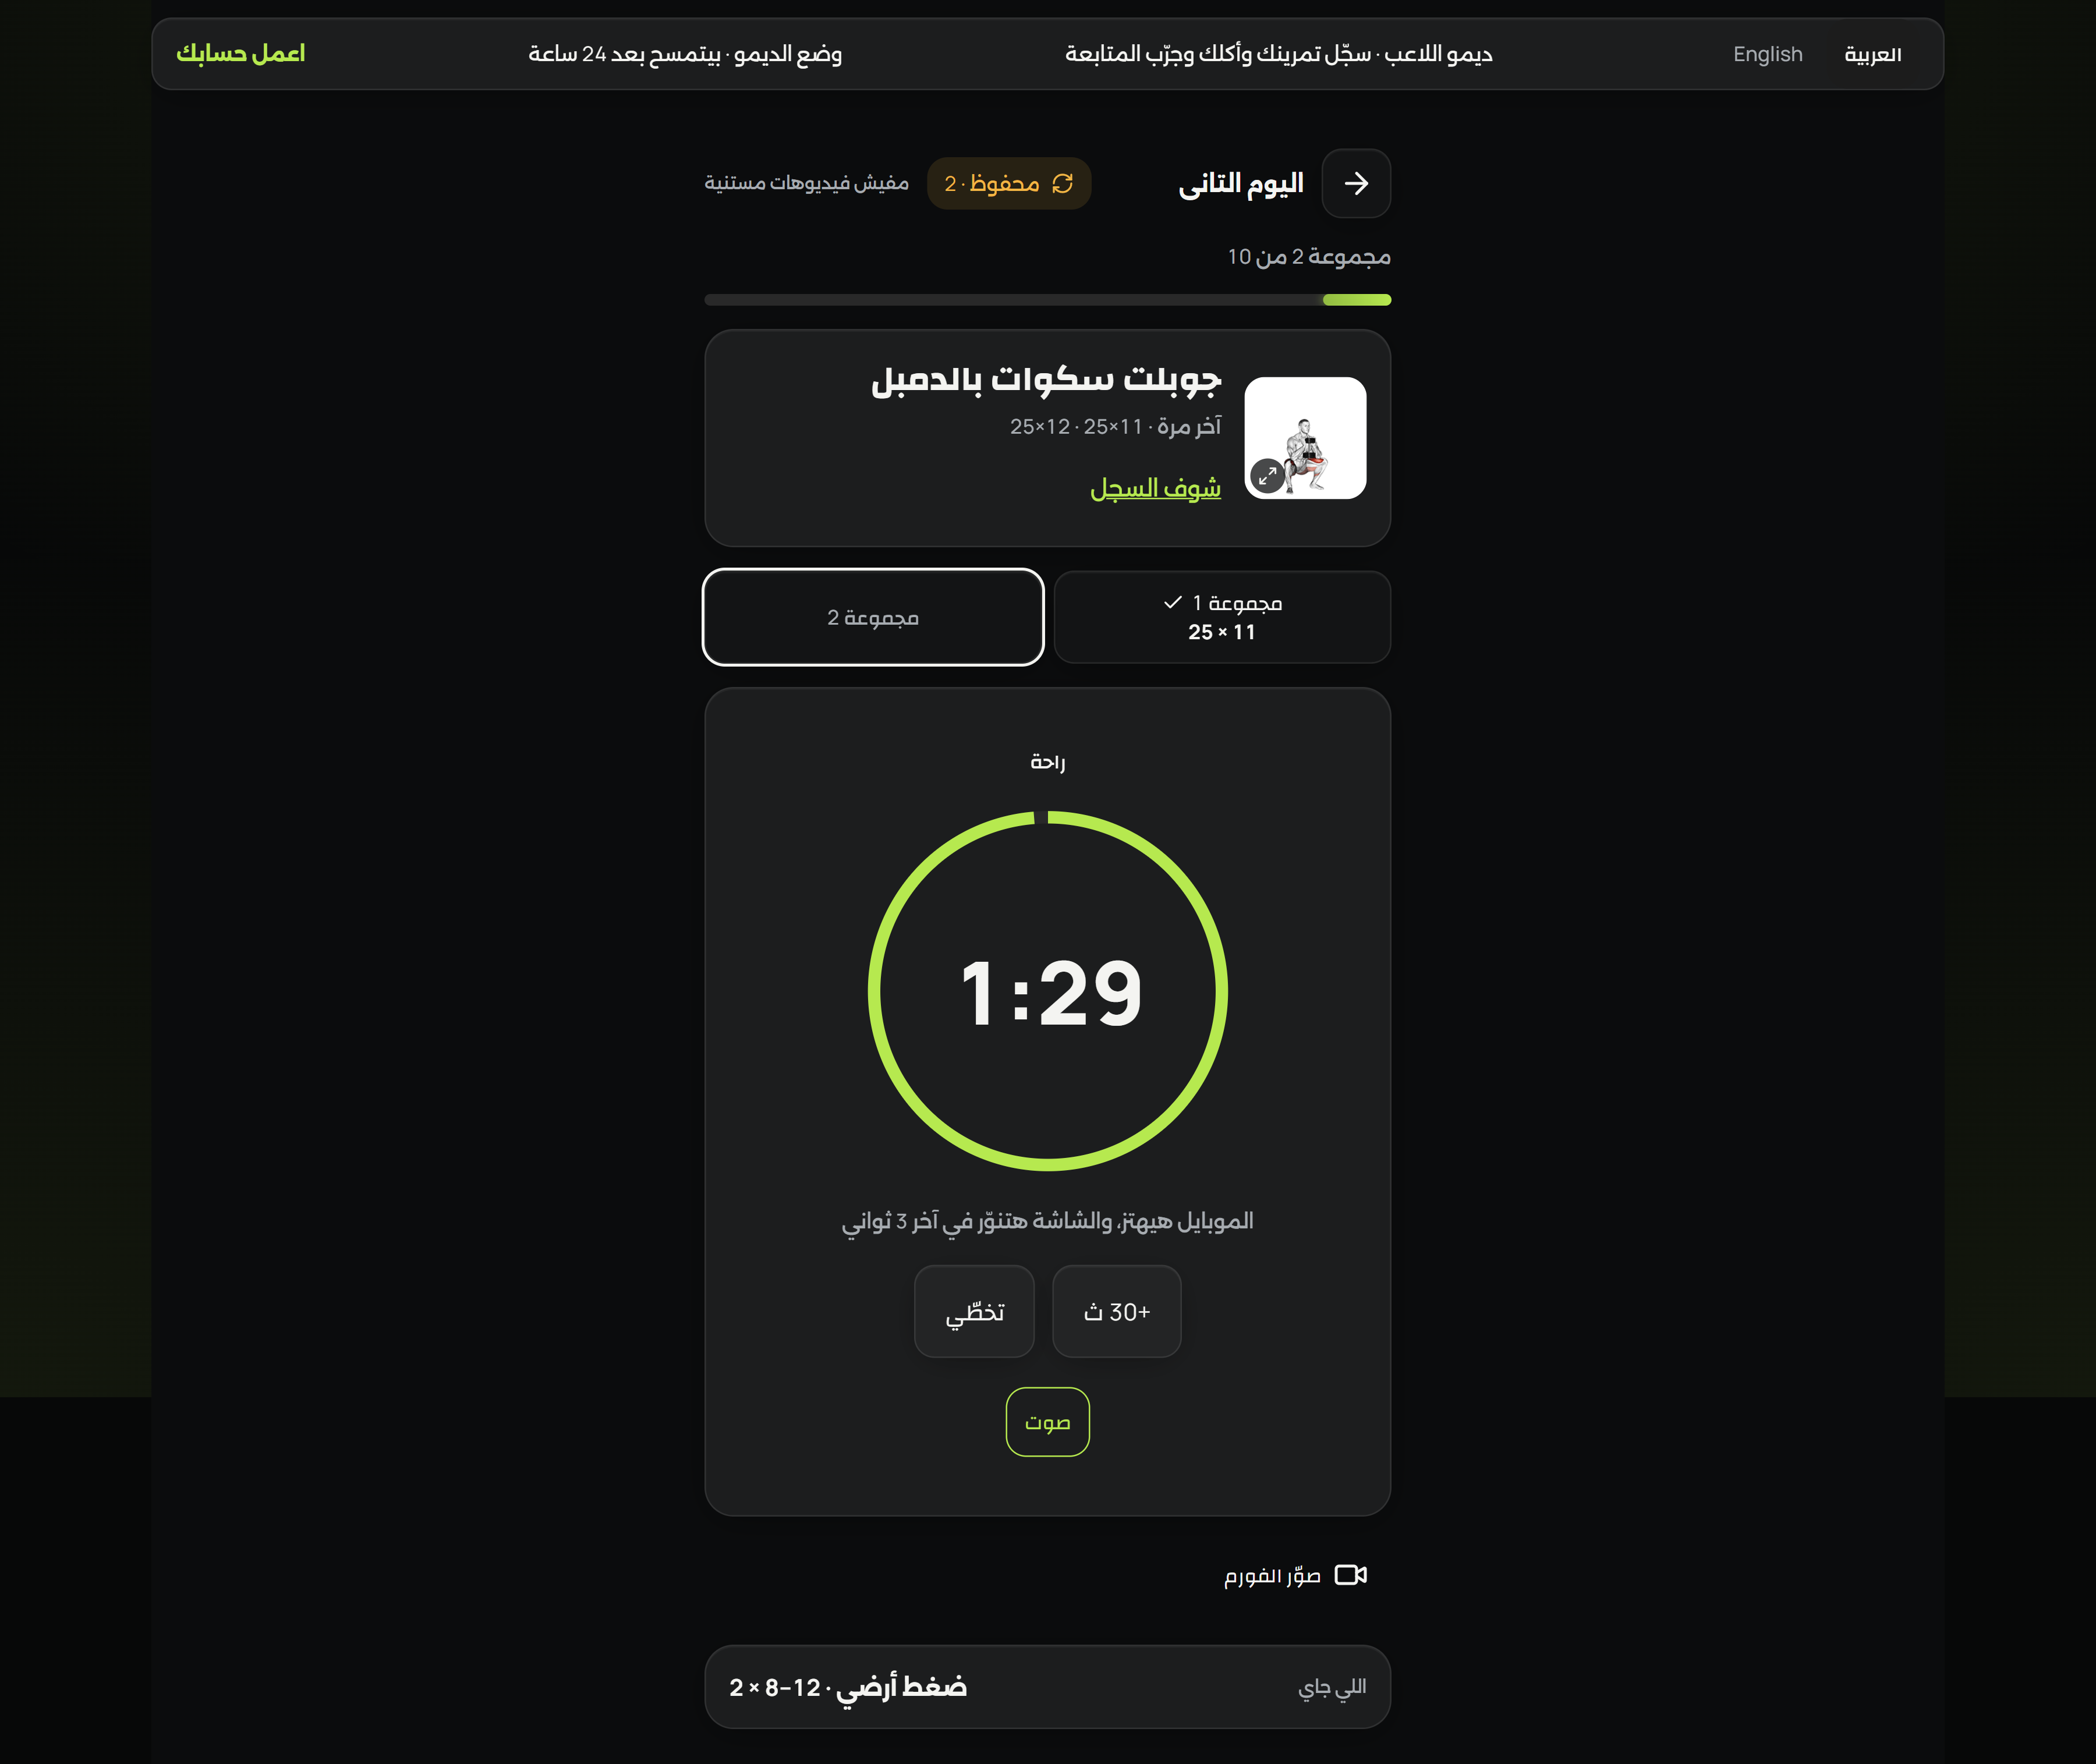 العربية
English
ديمو اللاعب · سجّل تمرينك وأكلك وجرّب المتابعة
وضع الديمو · بيتمسح بعد 24 ساعة
اعمل حسابك
اليوم التانى
محفوظ · 2
مفيش فيديوهات مستنية
مجموعة 2 من 10
جوبلت سكوات بالدمبل
آخر مرة · 11×25 · 12×25
شوف السجل
مجموعة 1
25 × 11
مجموعة 2
راحة
1:29
الموبايل هيهتز، والشاشة هتنوّر في آخر 3 ثواني
+30 ث
تخطّي
صوت
صوّر الفورم
اللي جاي
ضغط أرضي · 2 × 8–12